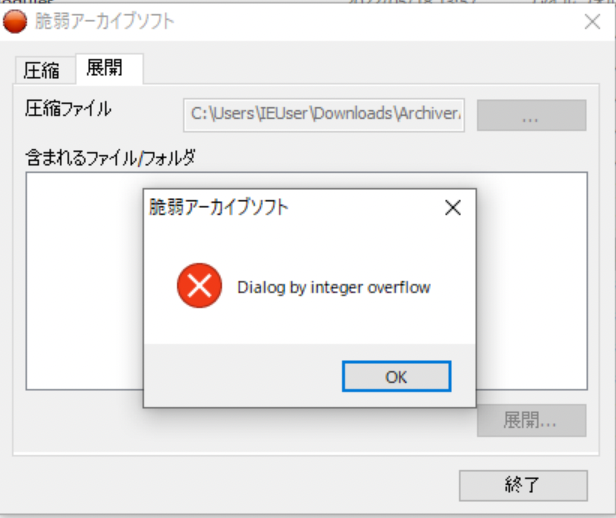 脆弱アーカイブソフト
圧縮
展開
圧縮ファイル
C:\Users\IEUser\Downloads\Archiver.
...
含まれるファイル/フォルダ
脆弱アーカイブソフト
Dialog by integer overflow
OK
展開...
終了